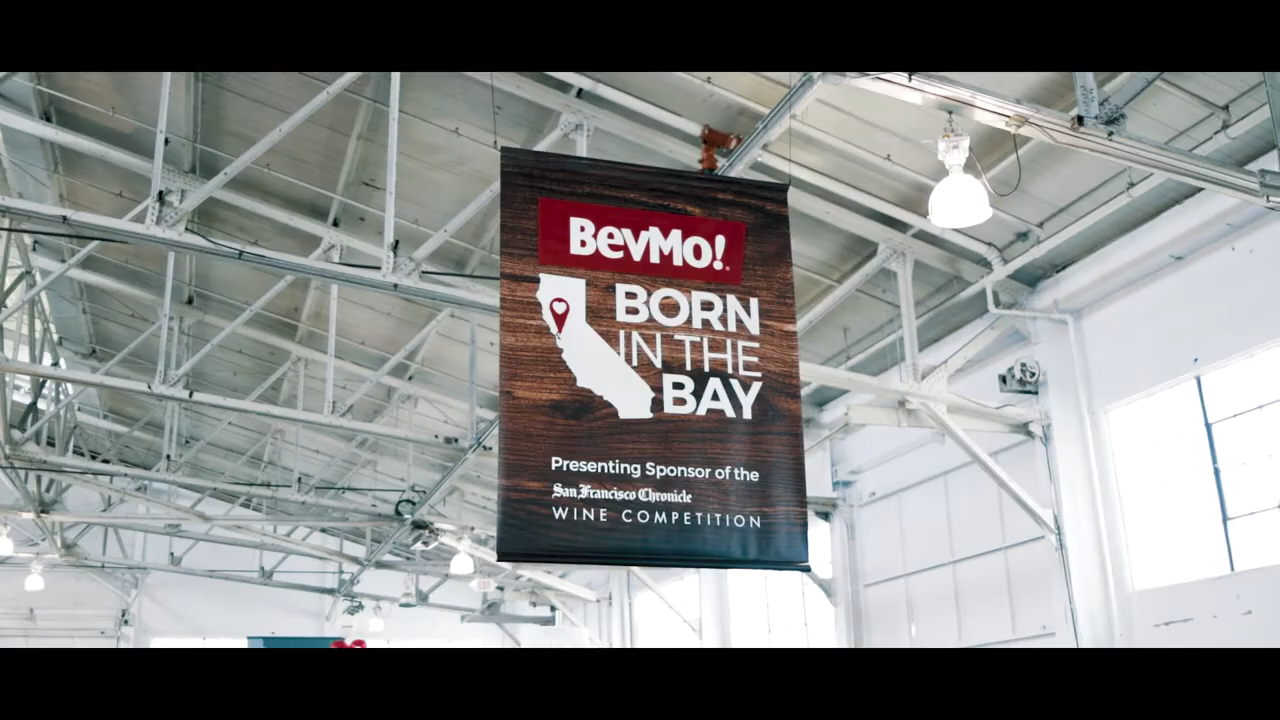 BevMo!
BORN
IN THE
BAY
Presenting Sponsor of the
San Francisco Chronicle
WINE COMPETITION